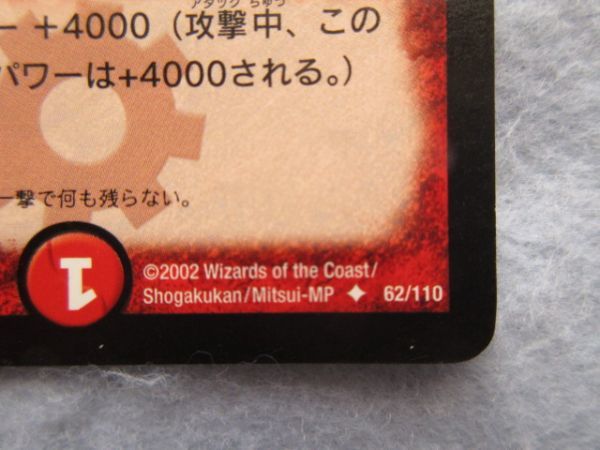 アタック ちゅう
ー +4000（攻撃中、この
パワーは+4000される。）
一撃で何も残らない。
1
©2002 Wizards of the Coast/
Shogakukan/Mitsui-MP ✦ 62/110